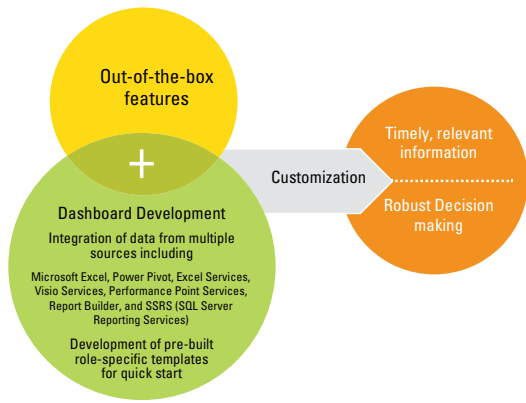 Out-of-the-box
features
+
Dashboard Development
Integration of data from multiple
sources including
Microsoft Excel, Power Pivot, Excel Services,
Visio Services, Performance Point Services,
Report Builder, and SSRS (SQL Server
Reporting Services)
Development of pre-built
role-specific templates
for quick start
Customization
Timely, relevant
information
Robust Decision
making